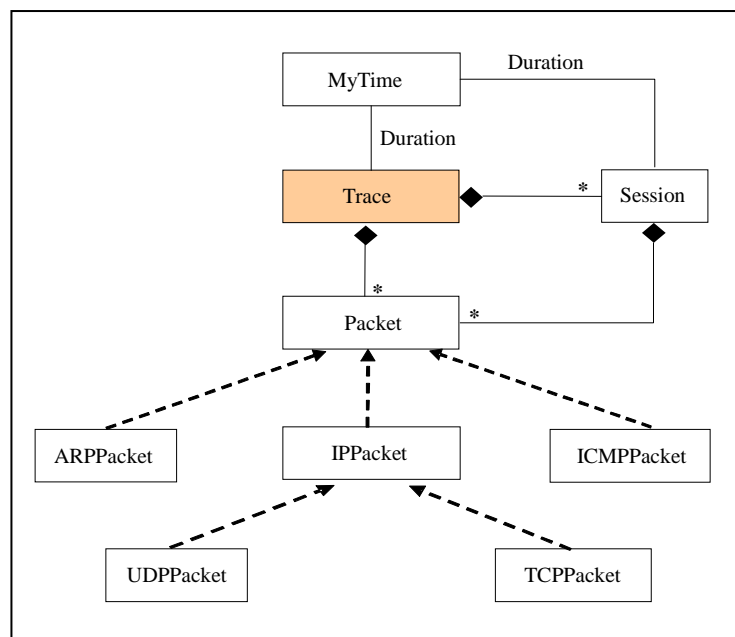 Duration
MyTime
Duration
Trace
*
Session
*
*
Packet
ARPPacket
IPPacket
ICMPPacket
UDPPacket
TCPPacket